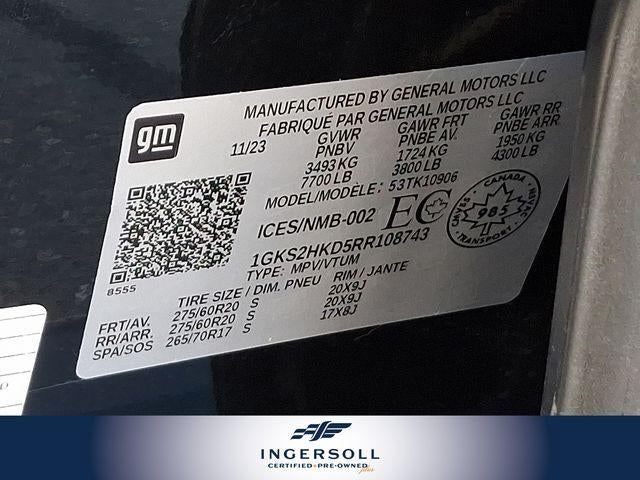 gm
MANUFACTURED BY GENERAL MOTORS LLC
FABRIQUÉ PAR GENERAL MOTORS LLC
11/23 GVWR GAWR FRT GAWR RR
PNBV PNBE AV. PNBE ARR
3493 KG 1724 KG 1950 KG
7700 LB 3800 LB 4300 LB
MODEL/MODÈLE: 53TK10906
ICES/NMB-002 EC
CANADA
985
TRANSPORT
1GKS2HKD5RR108743
TYPE: MPV/VTUM
8555
TIRE SIZE / DIM. PNEU RIM / JANTE
FRT/AV. 275/60R20 S 20X9J
RR/ARR. 275/60R20 S 20X9J
SPA/SOS 265/70R17 S 17X8J
INGERSOLL
CERTIFIED • PRE-OWNED plus